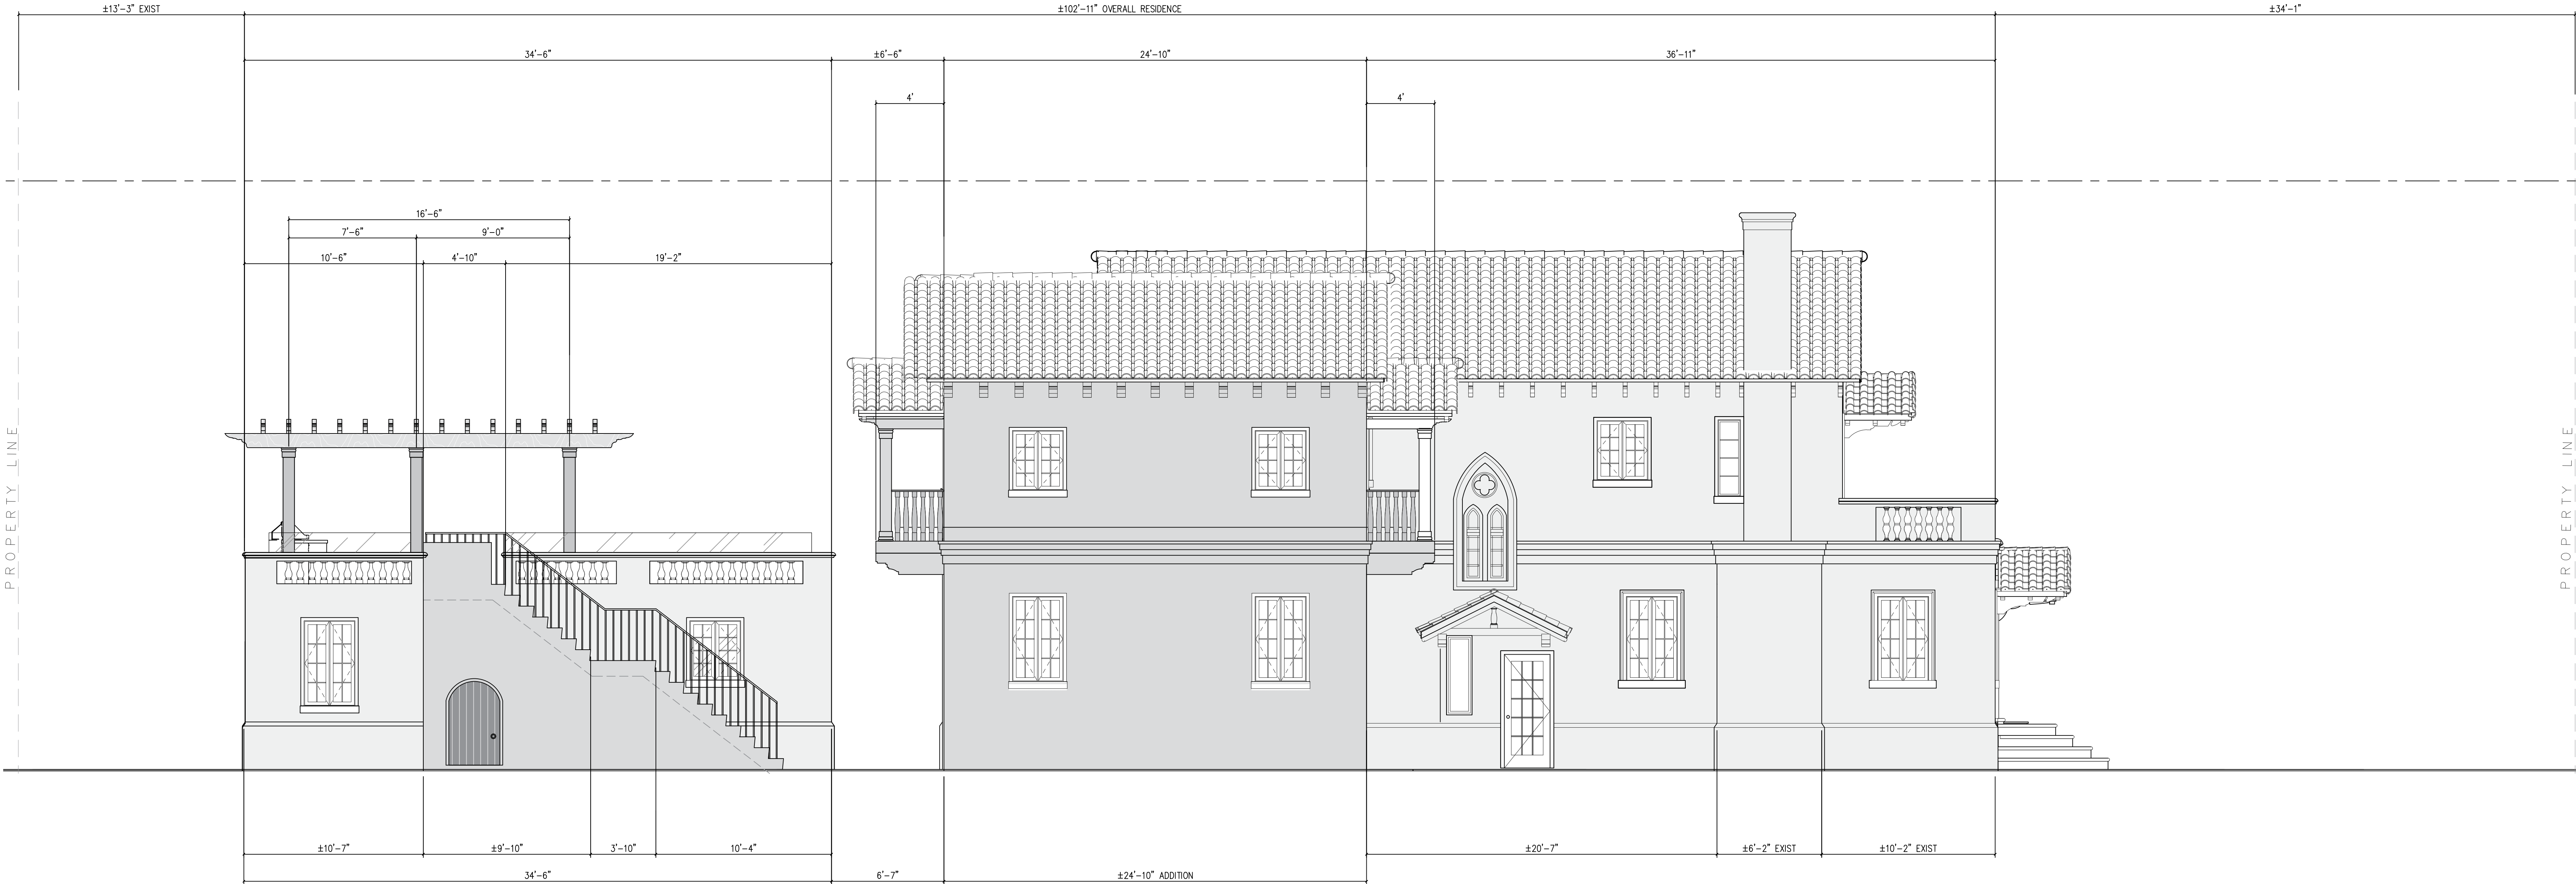 ±13'-3" EXIST
±102'-11" OVERALL RESIDENCE
±34'-1"
34'-6"
±6'-6"
24'-10"
36'-11"
4'
4'
16'-6"
7'-6"
9'-0"
10'-6"
4'-10"
19'-2"
PROPERTY LINE
PROPERTY LINE
±10'-7"
±9'-10"
3'-10"
10'-4"
±20'-7"
±6'-2" EXIST
±10'-2" EXIST
34'-6"
6'-7"
±24'-10" ADDITION